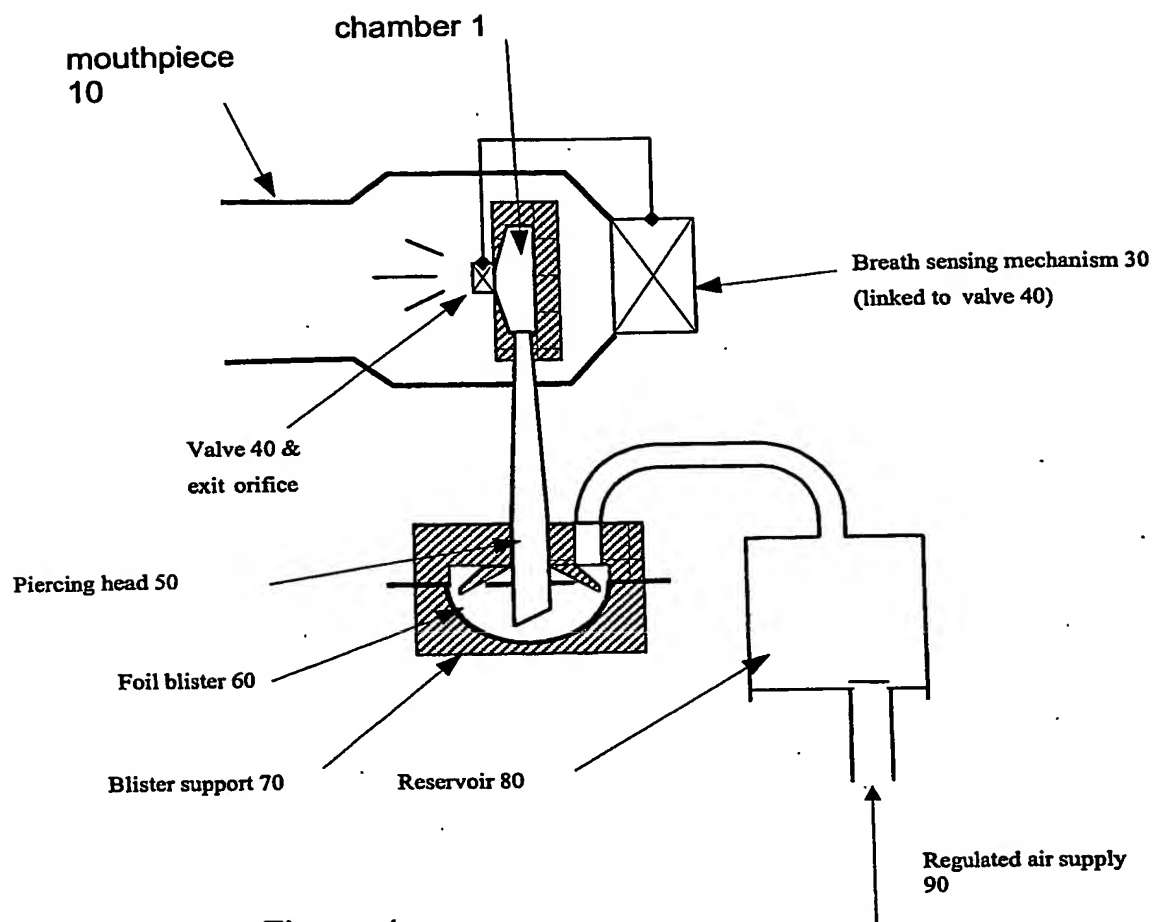 chamber 1
mouthpiece
10
Breath sensing mechanism 30
(linked to valve 40)
Valve 40 &
exit orifice
Piercing head 50
Foil blister 60
Blister support 70
Reservoir 80
Regulated air supply
90